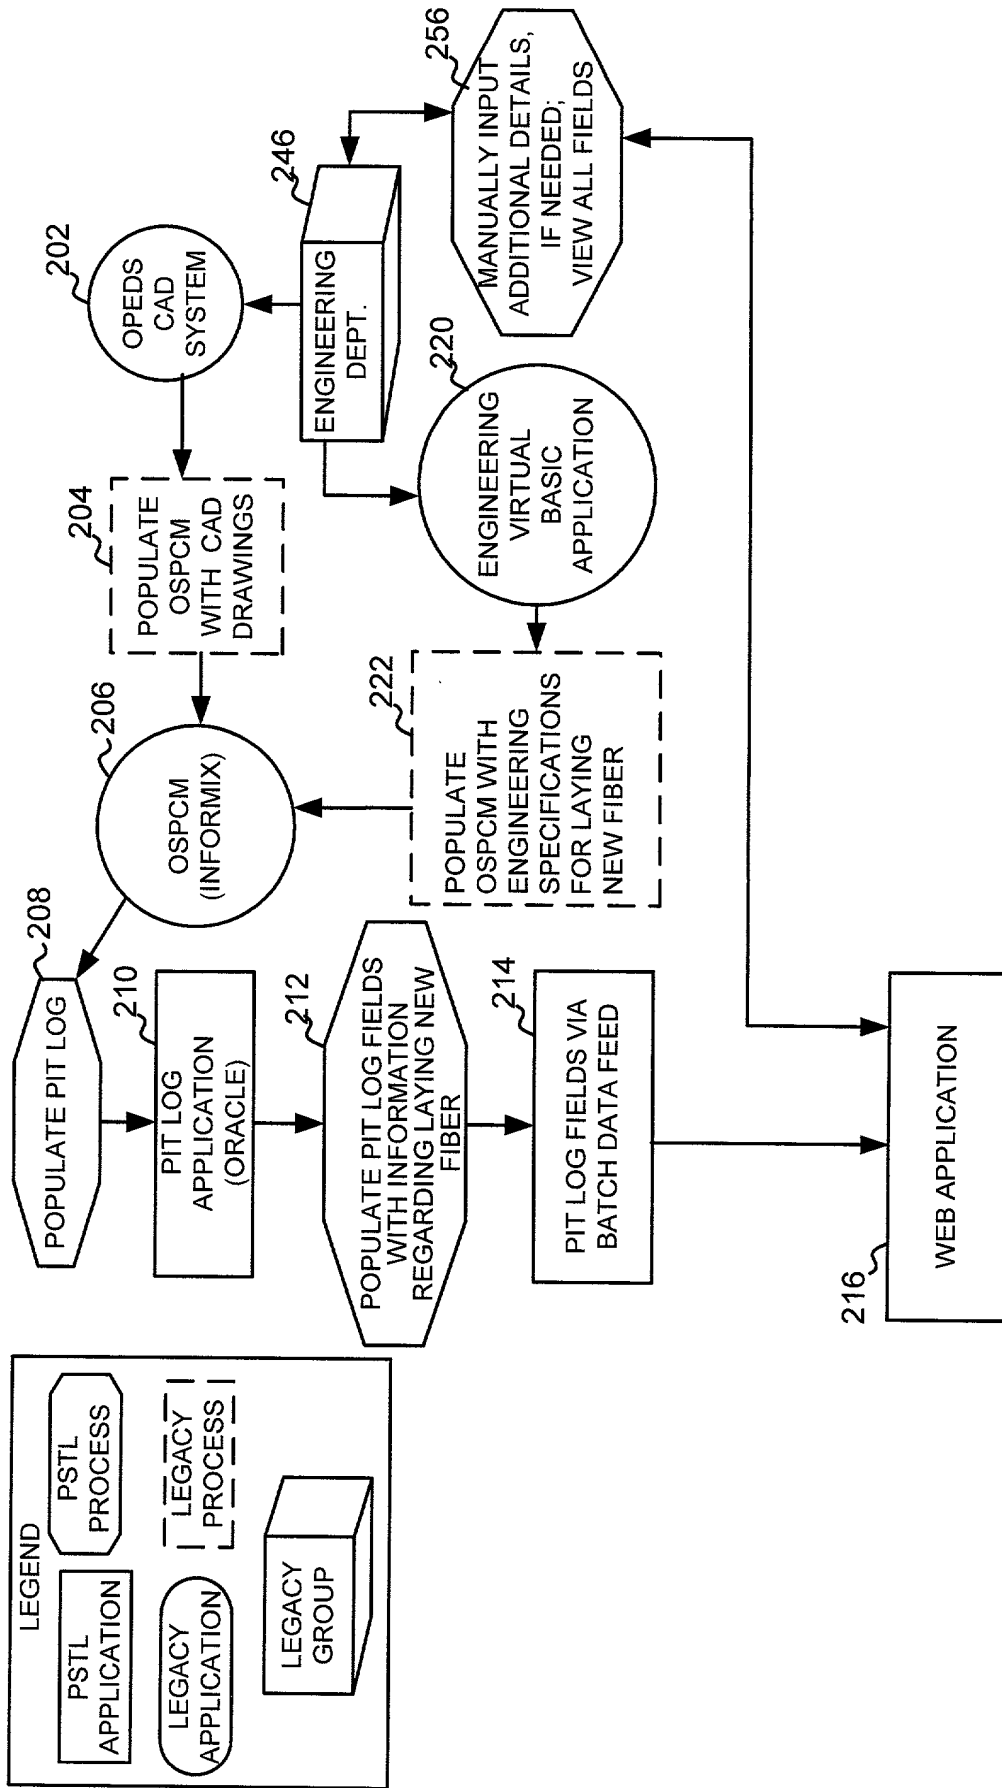 LEGEND
PSTL
APPLICATION
PSTL
PROCESS
LEGACY
APPLICATION
LEGACY
PROCESS
LEGACY
GROUP
208
POPULATE PIT LOG
210
PIT LOG
APPLICATION
(ORACLE)
212
POPULATE PIT LOG FIELDS
WITH INFORMATION
REGARDING LAYING NEW
FIBER
214
PIT LOG FIELDS VIA
BATCH DATA FEED
216
WEB APPLICATION
206
OSPCM
(INFORMIX)
204
POPULATE
OSPCM
WITH CAD
DRAWINGS
202
OPEDS
CAD
SYSTEM
222
POPULATE
OSPCM WITH
ENGINEERING
SPECIFICATIONS
FOR LAYING
NEW FIBER
246
ENGINEERING
DEPT.
220
ENGINEERING
VIRTUAL
BASIC
APPLICATION
256
MANUALLY INPUT
ADDITIONAL DETAILS,
IF NEEDED;
VIEW ALL FIELDS